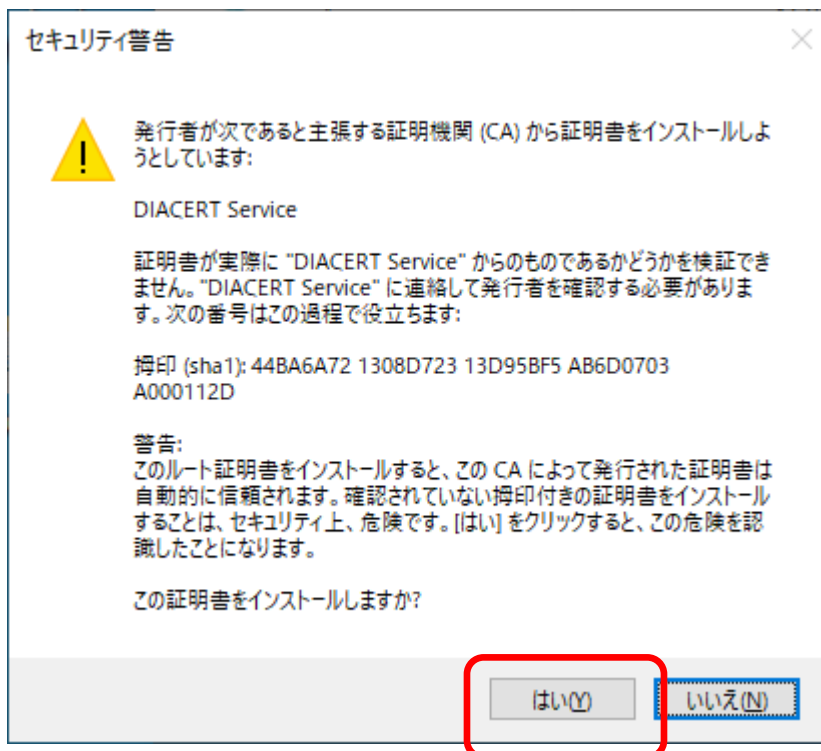 セキュリティ警告
発行者が次であると主張する証明機関 (CA) から証明書をインストールしよ
うとしています:
DIACERT Service
証明書が実際に "DIACERT Service" からのものであるかどうかを検証でき
ません。"DIACERT Service" に連絡して発行者を確認する必要がありま
す。次の番号はこの過程で役立ちます:
拇印 (sha1): 44BA6A72 1308D723 13D95BF5 AB6D0703
A000112D
警告:
このルート証明書をインストールすると、この CA によって発行された証明書は
自動的に信頼されます。確認されていない拇印付きの証明書をインストール
することは、セキュリティ上、危険です。[はい] をクリックすると、この危険を認
識したことになります。
この証明書をインストールしますか?
はい(Y)
いいえ(N)